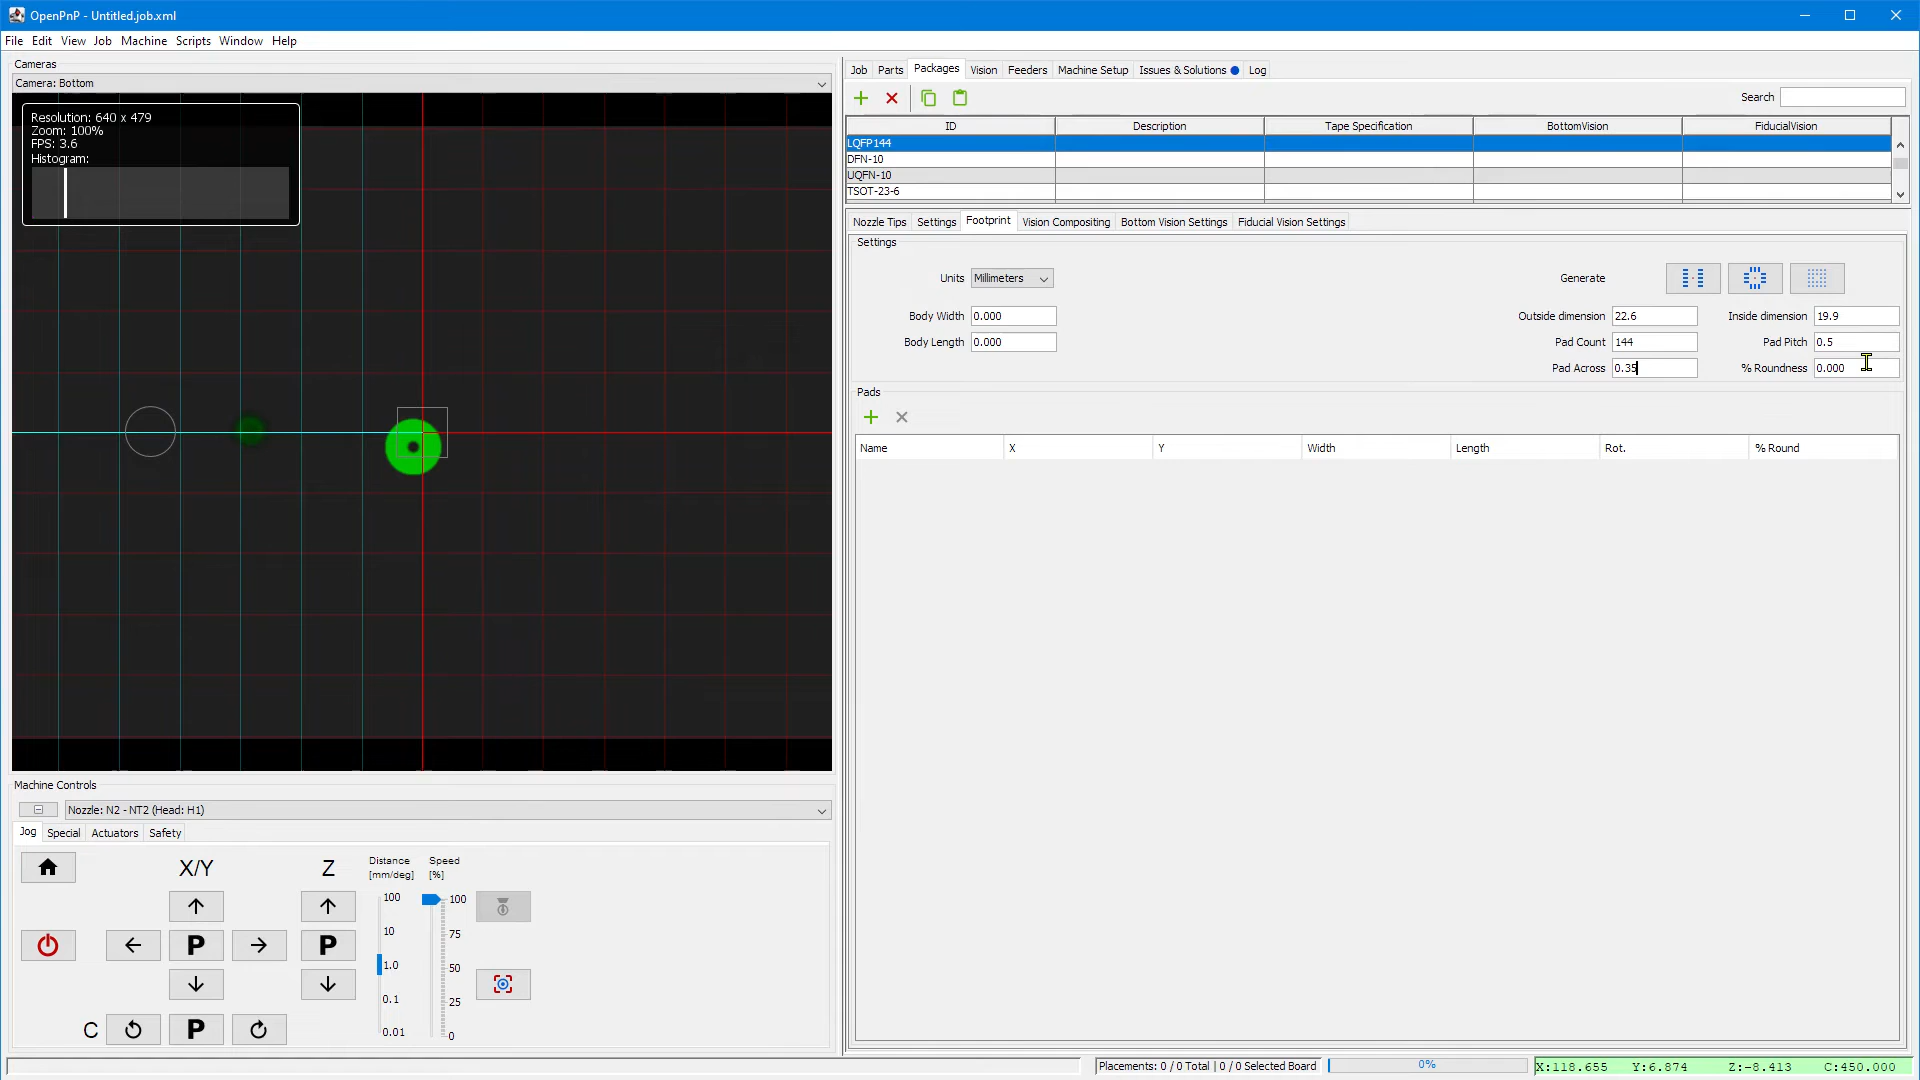 OpenPnP - Untitled.job.xml
File Edit View Job Machine Scripts Window Help
Cameras
Camera: Bottom
Resolution: 640 x 479
Zoom: 100%
FPS: 3.6
Histogram:
Machine Controls
Nozzle: N2 - NT2 (Head: H1)
Jog Special Actuators Safety
X/Y Z
Distance [mm/deg]
Speed [%]
100
10
1.0
0.1
0.01
100
75
50
25
0
P P
C P
Job Parts Packages Vision Feeders Machine Setup Issues & Solutions Log
Search
ID Description Tape Specification BottomVision FiducialVision
LQFP144
DFN-10
UQFN-10
TSOT-23-6
Nozzle Tips Settings Footprint Vision Compositing Bottom Vision Settings Fiducial Vision Settings
Settings
Units Millimeters Generate
Body Width 0.000 Outside dimension 22.6 Inside dimension 19.9
Body Length 0.000 Pad Count 144 Pad Pitch 0.5
Pad Across 0.35 % Roundness 0.000
Pads
Name X Y Width Length Rot. % Round
Placements: 0 / 0 Total | 0 / 0 Selected Board 0% X:118.655 Y:6.874 Z:-8.413 C:450.000